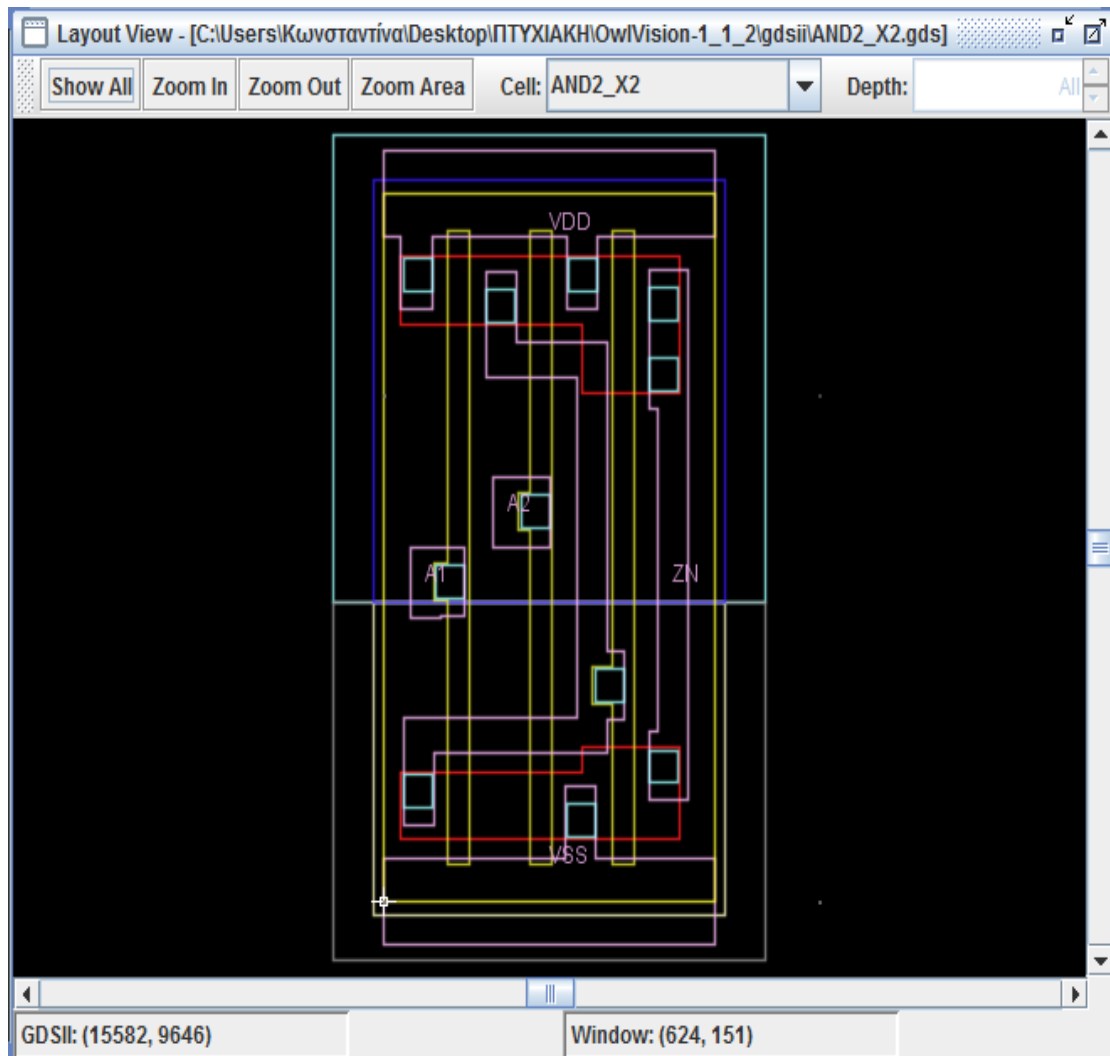 Layout View - [C:\Users\Κωνσταντίνα\Desktop\ΠΤΥΧΙΑΚΗ\OwlVision-1_1_2\gdsii\AND2_X2.gds]
Show All Zoom In Zoom Out Zoom Area Cell: AND2_X2 Depth: All
VDD
A2
A1 ZN
VSS
GDSII: (15582, 9646) Window: (624, 151)